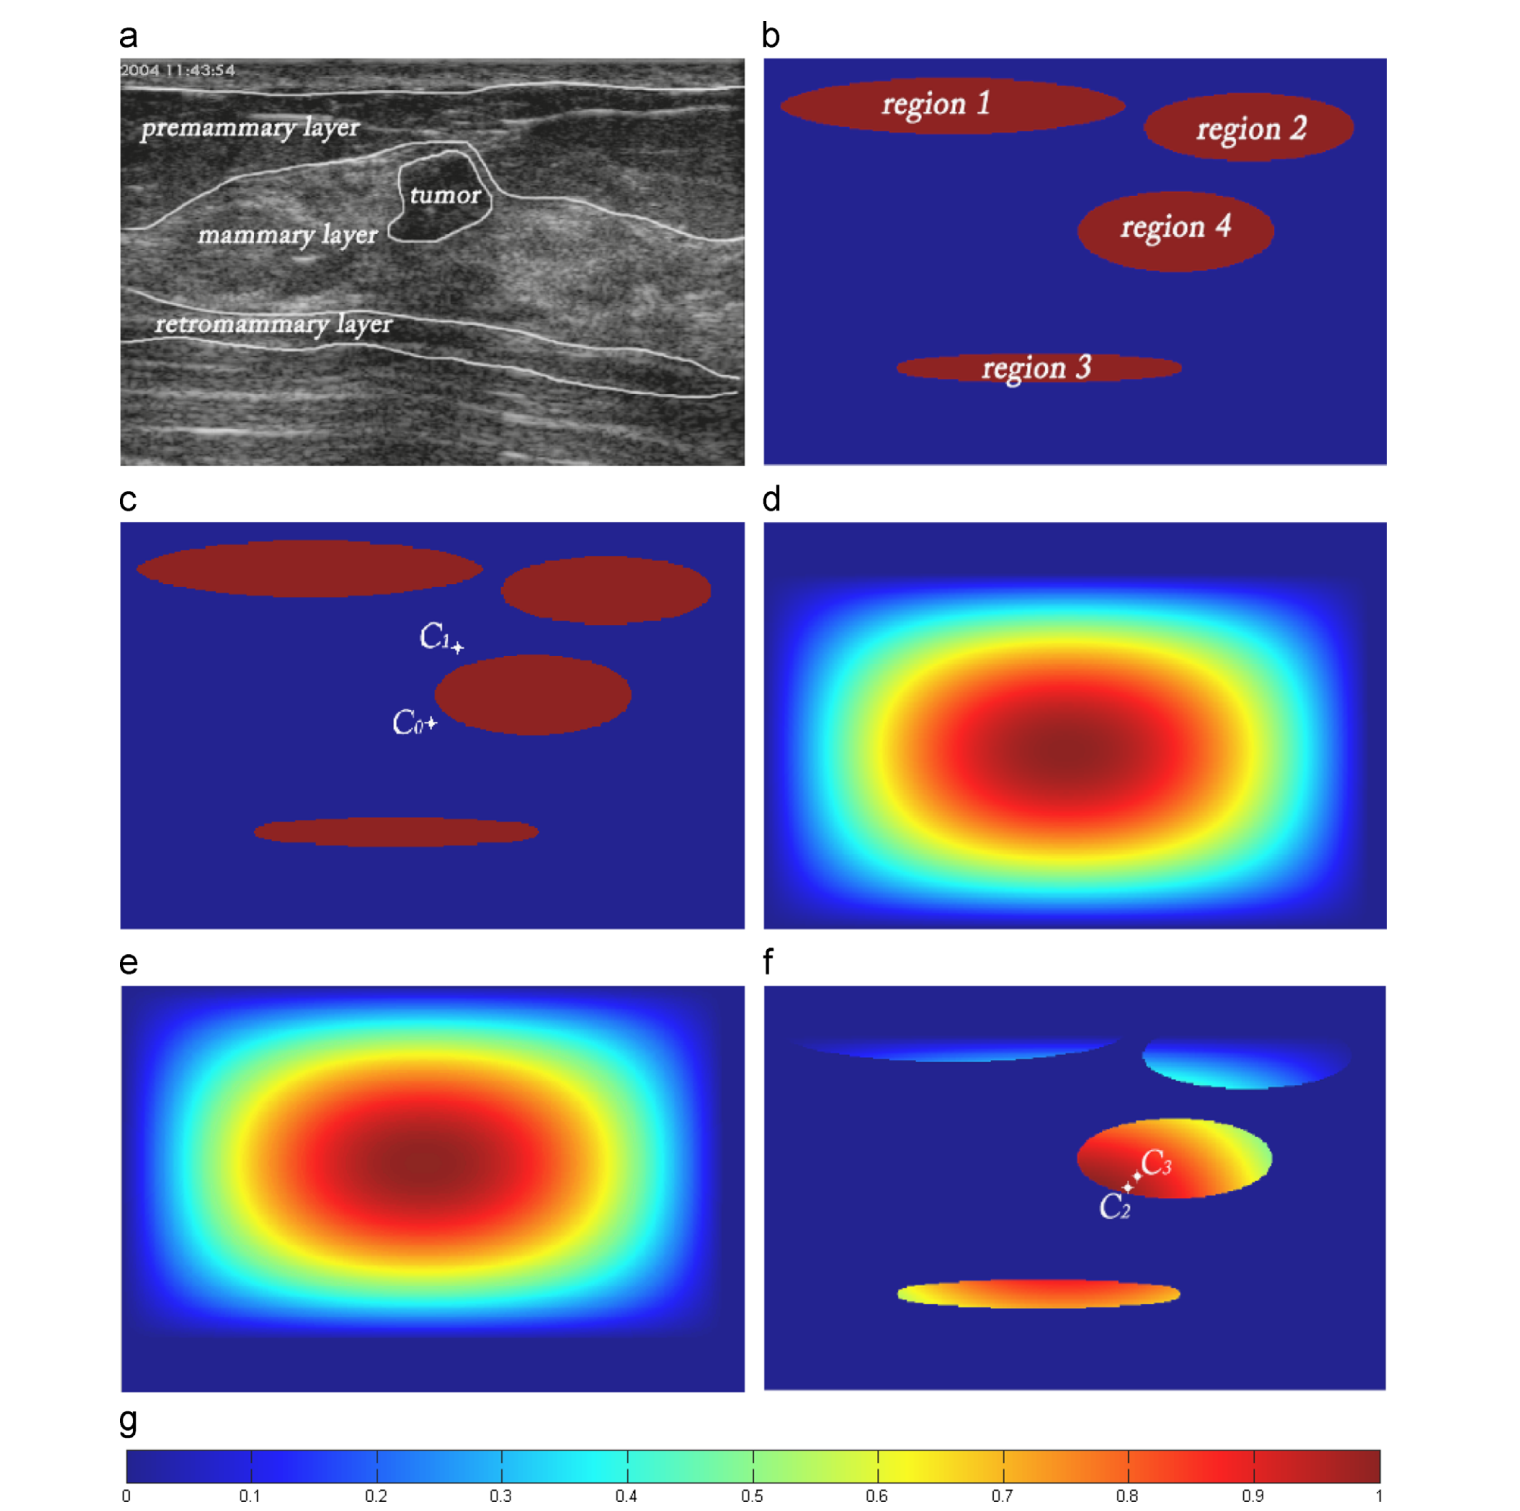 a
b
2004 11:43:54
premammary layer
tumor
mammary layer
retromammary layer
region 1
region 2
region 4
region 3
c
d
C1
C0
e
f
C3
C2
g
0 0.1 0.2 0.3 0.4 0.5 0.6 0.7 0.8 0.9 1